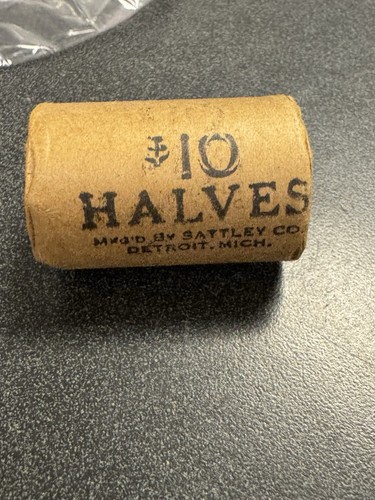 $10
HALVES
MFG'D BY SATTLEY CO.
DETROIT, MICH.